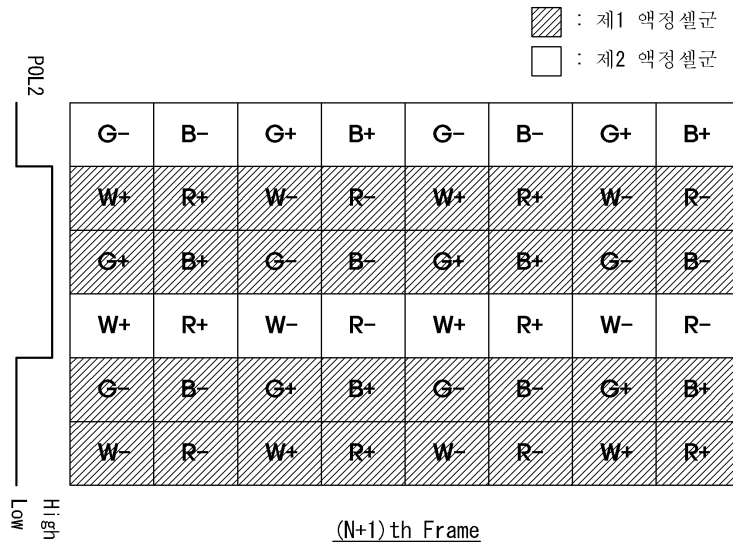 : 제1 액정셀군
: 제2 액정셀군
POL2
G- B- G+ B+ G- B- G+ B+
W+ R+ W- R- W+ R+ W- R-
G+ B+ G- B- G+ B+ G- B-
W+ R+ W- R- W+ R+ W- R-
G- B- G+ B+ G- B- G+ B+
W- R- W+ R+ W- R- W+ R+
High
Low
(N+1)th Frame